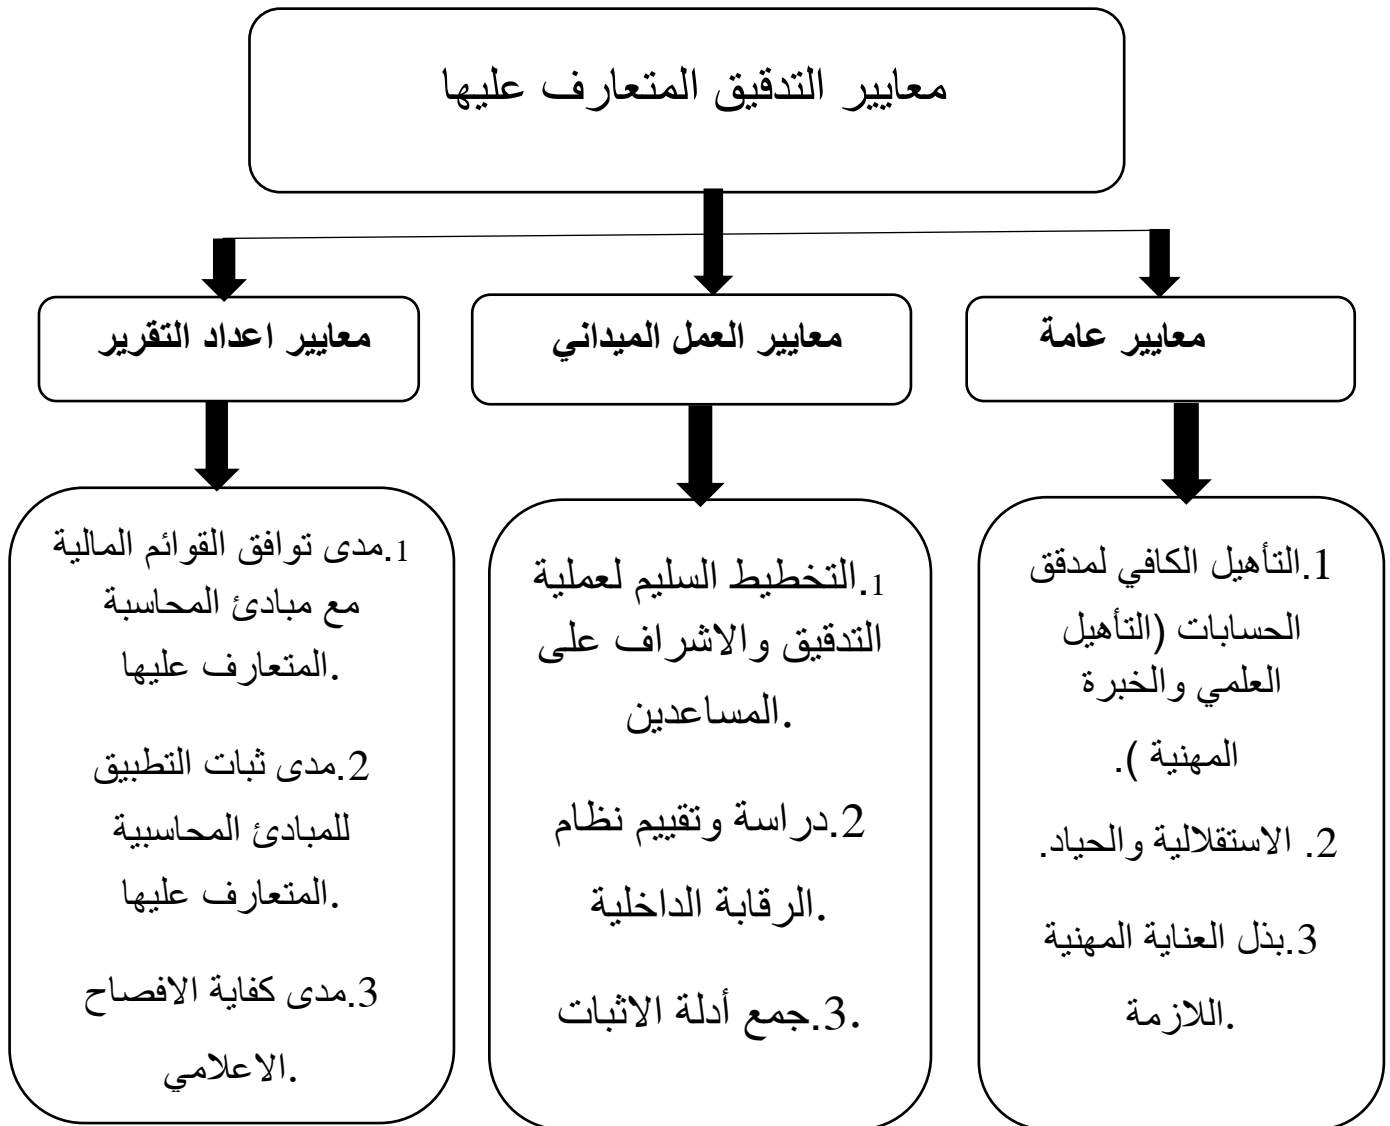 معايير التدقيق المتعارف عليها
معايير عامة
معايير العمل الميداني
معايير اعداد التقرير
1.التأهيل الكافي لمدقق
الحسابات (التأهيل
العلمي والخبرة
المهنية ).
2. الاستقلالية والحياد.
3.بذل العناية المهنية
اللازمة.
1.التخطيط السليم لعملية
التدقيق والاشراف على
المساعدين.
2.دراسة وتقييم نظام
الرقابة الداخلية.
3.جمع أدلة الاثبات.
1.مدى توافق القوائم المالية
مع مبادئ المحاسبة
المتعارف عليها.
2.مدى ثبات التطبيق
للمبادئ المحاسبية
المتعارف عليها.
3.مدى كفاية الافصاح
الاعلامي.